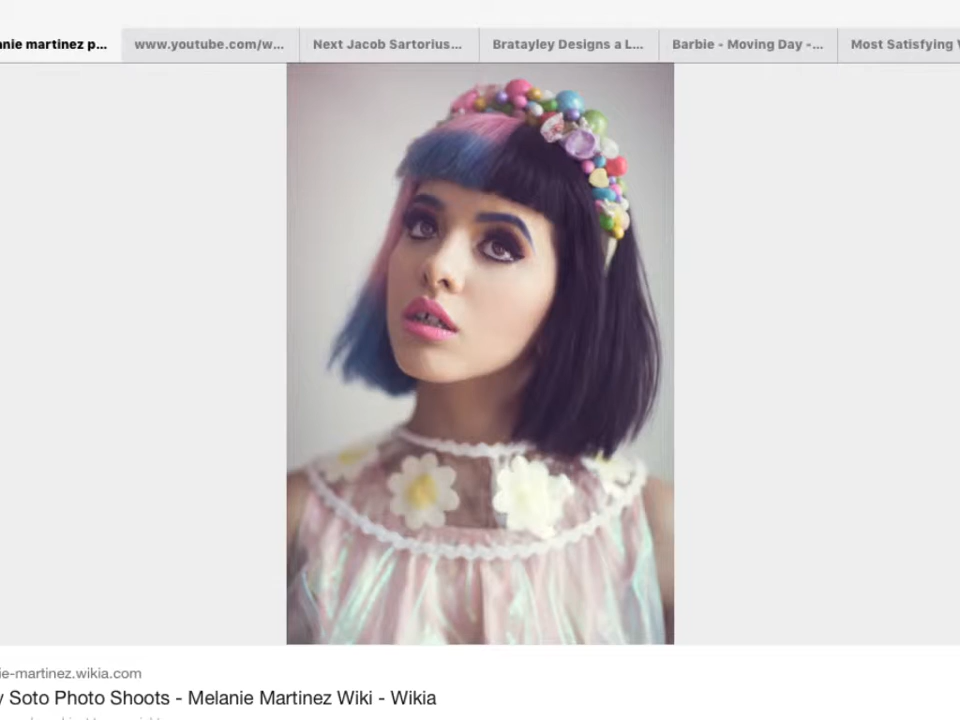 anie martinez p... www.youtube.com/w... Next Jacob Sartorius... Bratayley Designs a L... Barbie - Moving Day -... Most Satisfying
ie-martinez.wikia.com
y Soto Photo Shoots - Melanie Martinez Wiki - Wikia